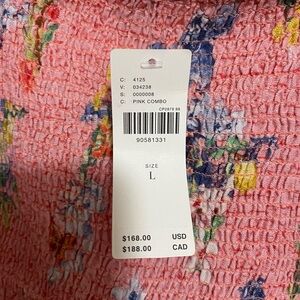 C: 4125
V: 034238
S: 0000008
C: PINK COMBO
90581331
SIZE
L
$168.00 USD
$188.00 CAD